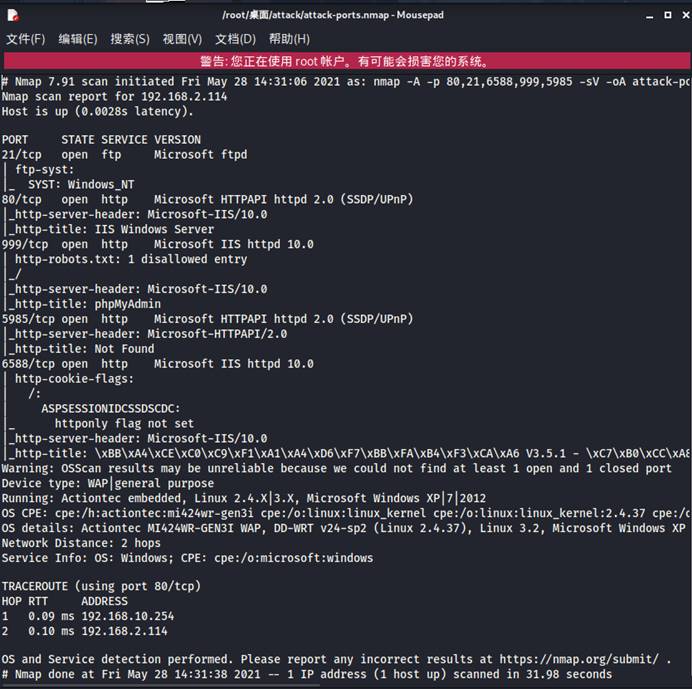 /root/桌面/attack/attack-ports.nmap - Mousepad
文件(F) 编辑(E) 搜索(S) 视图(V) 文档(D) 帮助(H)
警告: 您正在使用 root 帐户。有可能会损害您的系统。
# Nmap 7.91 scan initiated Fri May 28 14:31:06 2021 as: nmap -A -p 80,21,6588,999,5985 -sV -oA attack-po
Nmap scan report for 192.168.2.114
Host is up (0.0028s latency).
PORT     STATE SERVICE VERSION
21/tcp   open  ftp     Microsoft ftpd
| ftp-syst:
|_  SYST: Windows_NT
80/tcp   open  http    Microsoft HTTPAPI httpd 2.0 (SSDP/UPnP)
|_http-server-header: Microsoft-IIS/10.0
|_http-title: IIS Windows Server
999/tcp  open  http    Microsoft IIS httpd 10.0
| http-robots.txt: 1 disallowed entry
|_/
|_http-server-header: Microsoft-IIS/10.0
|_http-title: phpMyAdmin
5985/tcp open  http    Microsoft HTTPAPI httpd 2.0 (SSDP/UPnP)
|_http-server-header: Microsoft-HTTPAPI/2.0
|_http-title: Not Found
6588/tcp open  http    Microsoft IIS httpd 10.0
| http-cookie-flags:
|   /:
|     ASPSESSIONIDCSSDSCDC:
|_      httponly flag not set
|_http-server-header: Microsoft-IIS/10.0
|_http-title: \xBB\xA4\xCE\xC0\xC9\xF1\xA1\xA4\xD6\xF7\xBB\xFA\xB4\xF3\xCA\xA6 V3.5.1 - \xC7\xB0\xCC\xA8
Warning: OSScan results may be unreliable because we could not find at least 1 open and 1 closed port
Device type: WAP|general purpose
Running: Actiontec embedded, Linux 2.4.X|3.X, Microsoft Windows XP|7|2012
OS CPE: cpe:/h:actiontec:mi424wr-gen3i cpe:/o:linux:linux_kernel cpe:/o:linux:linux_kernel:2.4.37 cpe:/o
OS details: Actiontec MI424WR-GEN3I WAP, DD-WRT v24-sp2 (Linux 2.4.37), Linux 3.2, Microsoft Windows XP
Network Distance: 2 hops
Service Info: OS: Windows; CPE: cpe:/o:microsoft:windows
TRACEROUTE (using port 80/tcp)
HOP RTT     ADDRESS
1   0.09 ms 192.168.10.254
2   0.10 ms 192.168.2.114
OS and Service detection performed. Please report any incorrect results at https://nmap.org/submit/ .
# Nmap done at Fri May 28 14:31:38 2021 -- 1 IP address (1 host up) scanned in 31.98 seconds